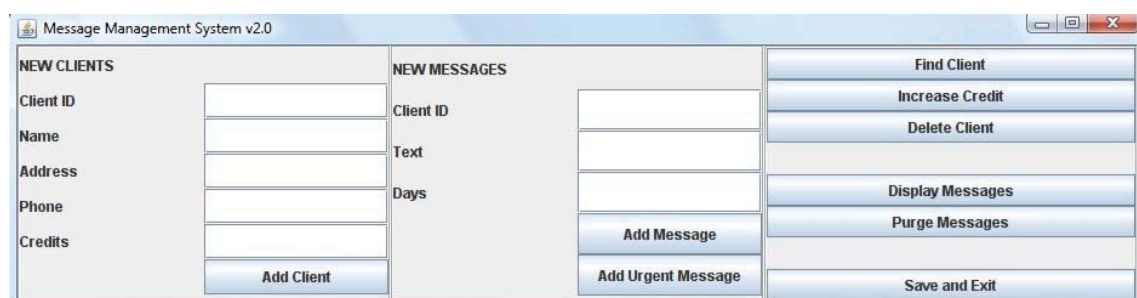 Message Management System v2.0
NEW CLIENTS
Client ID
Name
Address
Phone
Credits
Add Client
NEW MESSAGES
Client ID
Text
Days
Add Message
Add Urgent Message
Find Client
Increase Credit
Delete Client
Display Messages
Purge Messages
Save and Exit